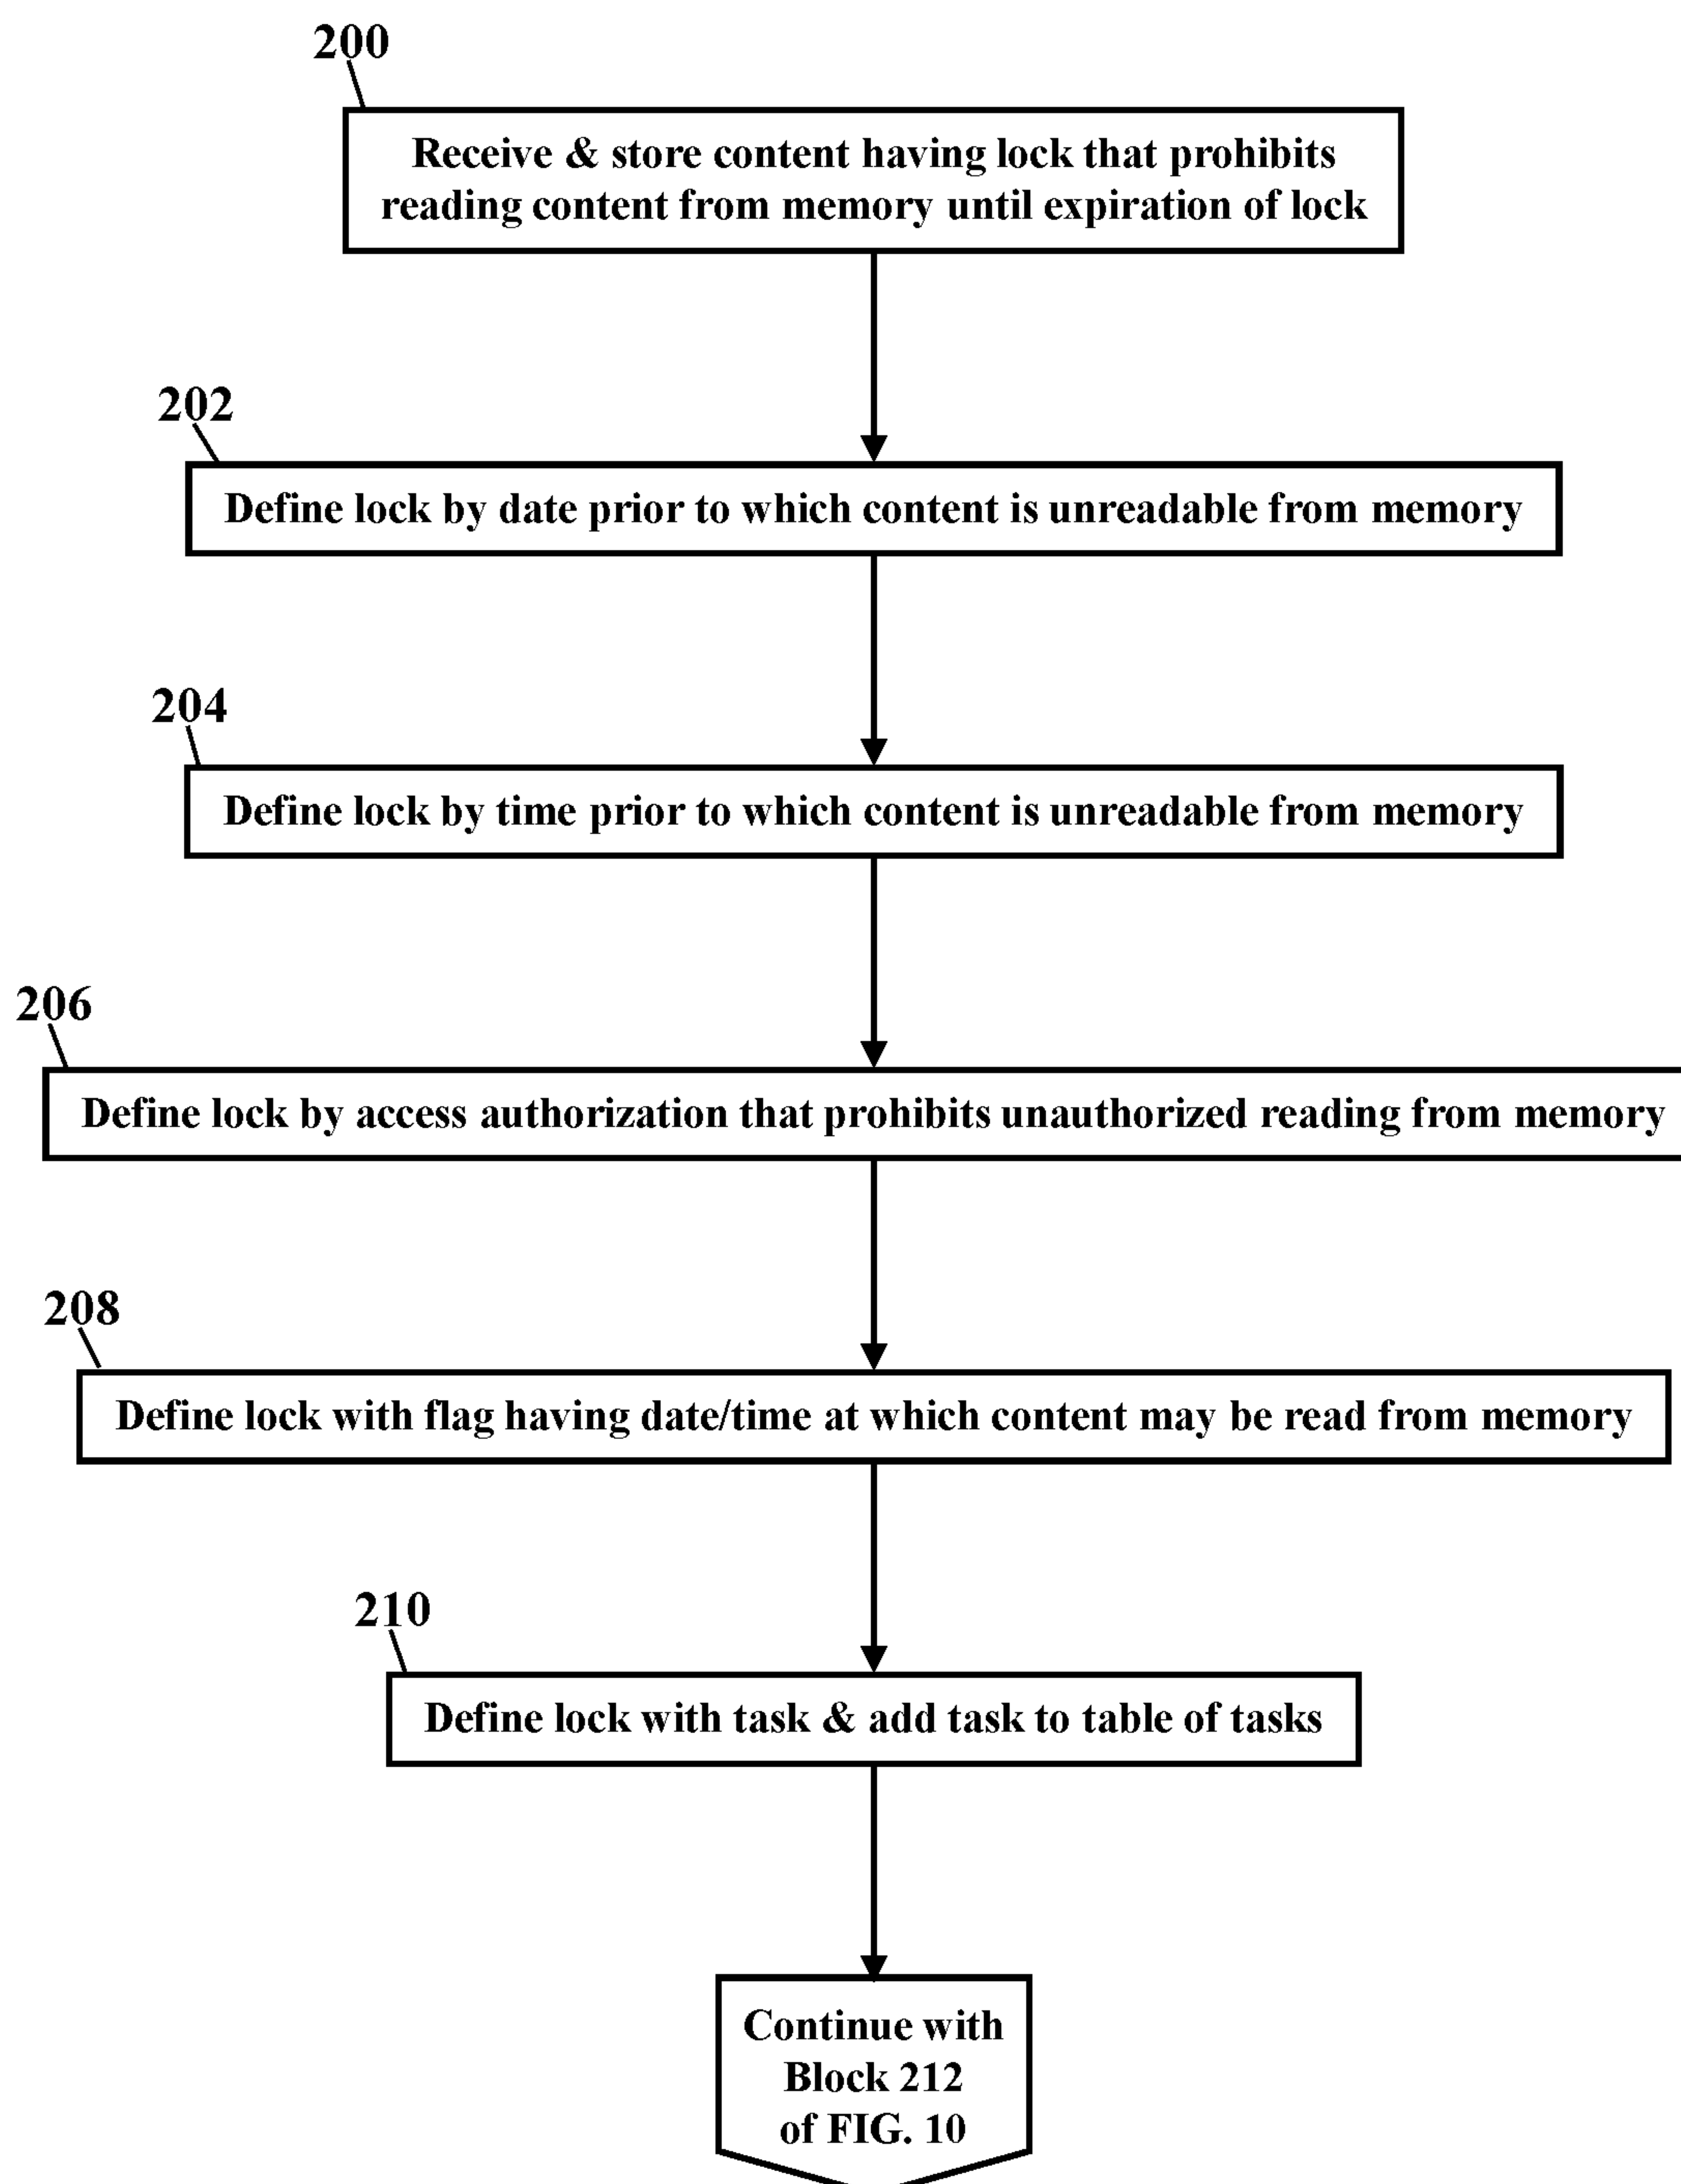 200
Receive & store content having lock that prohibits
reading content from memory until expiration of lock
202
Define lock by date prior to which content is unreadable from memory
204
Define lock by time prior to which content is unreadable from memory
206
Define lock by access authorization that prohibits unauthorized reading from memory
208
Define lock with flag having date/time at which content may be read from memory
210
Define lock with task & add task to table of tasks
Continue with
Block 212
of FIG. 10